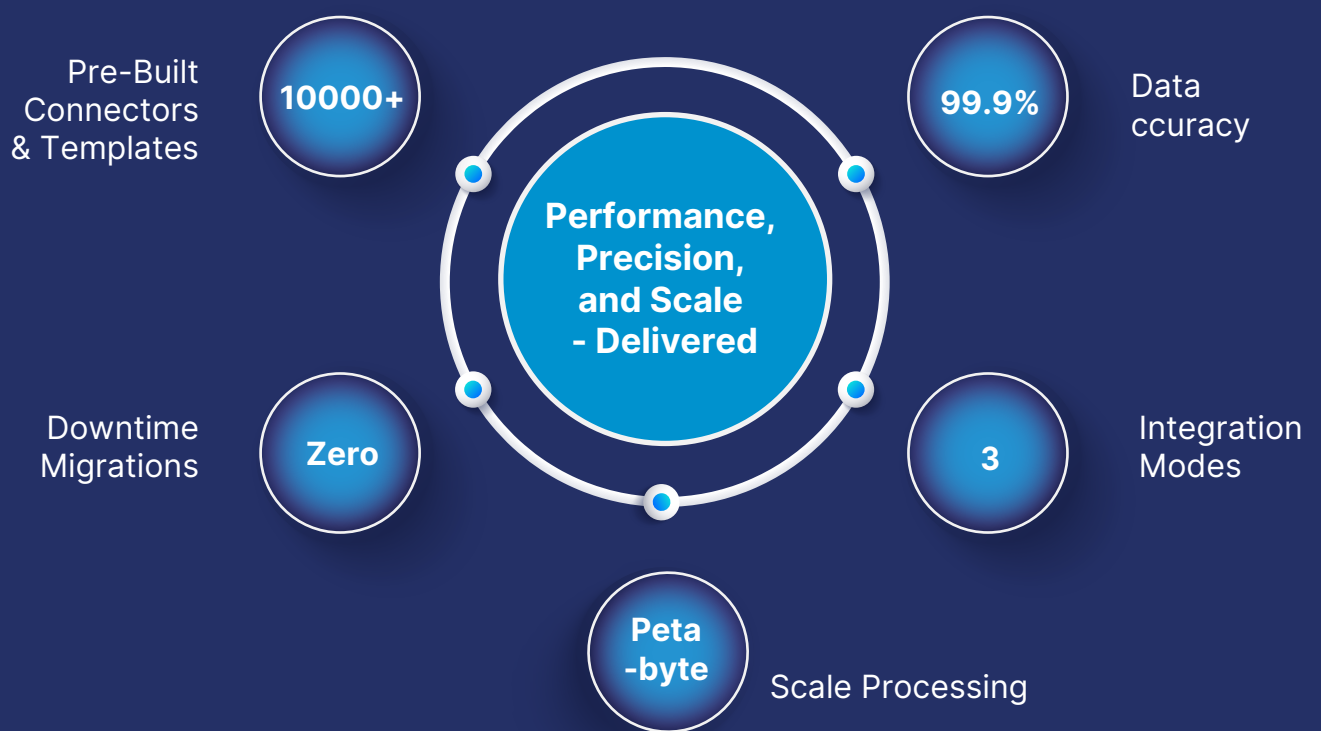 Pre-Built
Connectors
& Templates
10000+
99.9%
Data
ccuracy
Performance,
Precision,
and Scale
- Delivered
Downtime
Migrations
Zero
3
Integration
Modes
Peta
-byte
Scale Processing